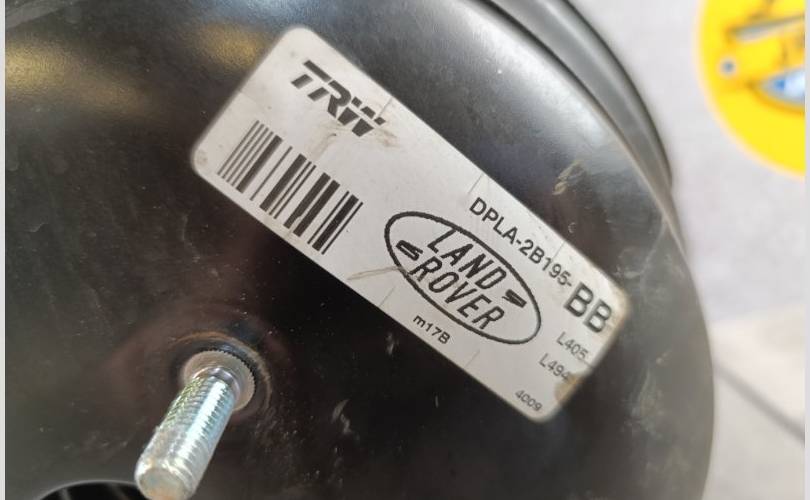 TRW
DPLA-2B195-BB
LAND
ROVER
m17B
L405
L494
4009